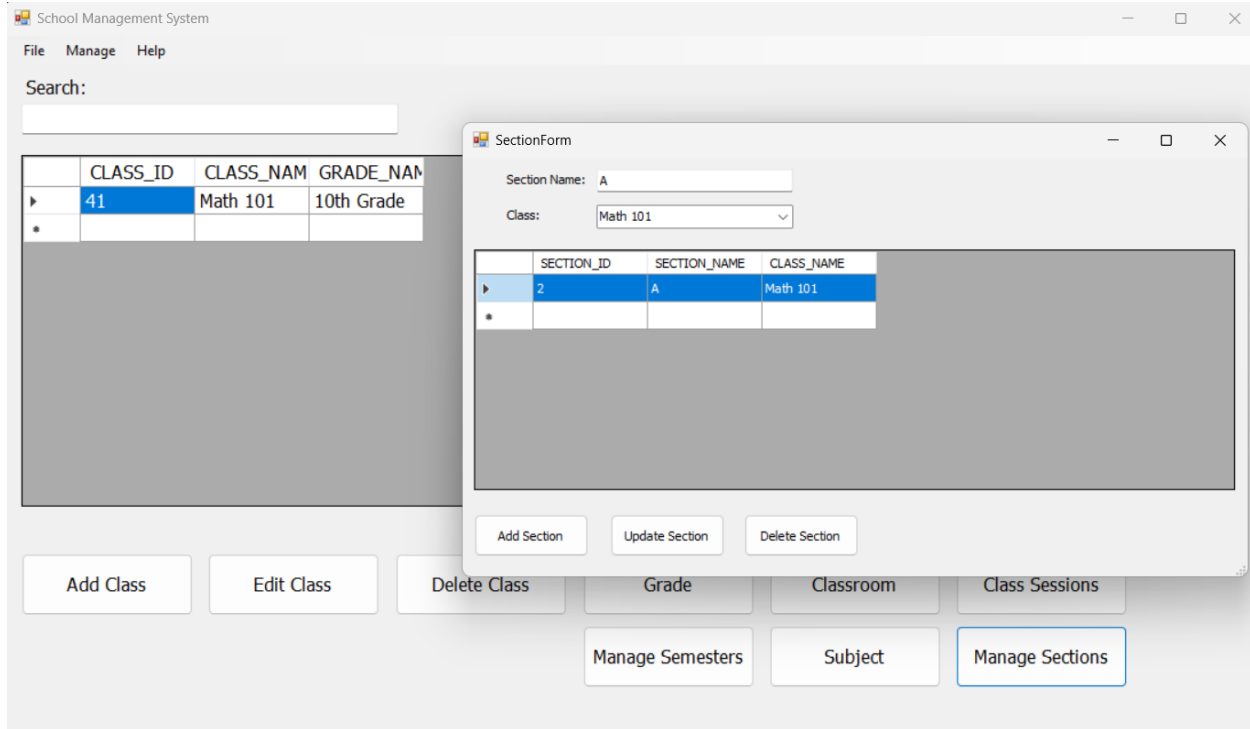 School Management System
File Manage Help
Search:
CLASS_ID CLASS_NAM GRADE_NAM
41 Math 101 10th Grade
Add Class Edit Class Delete Class Grade Classroom Class Sessions
Manage Semesters Subject Manage Sections
SectionForm
Section Name: A
Class: Math 101
SECTION_ID SECTION_NAME CLASS_NAME
2 A Math 101
Add Section Update Section Delete Section